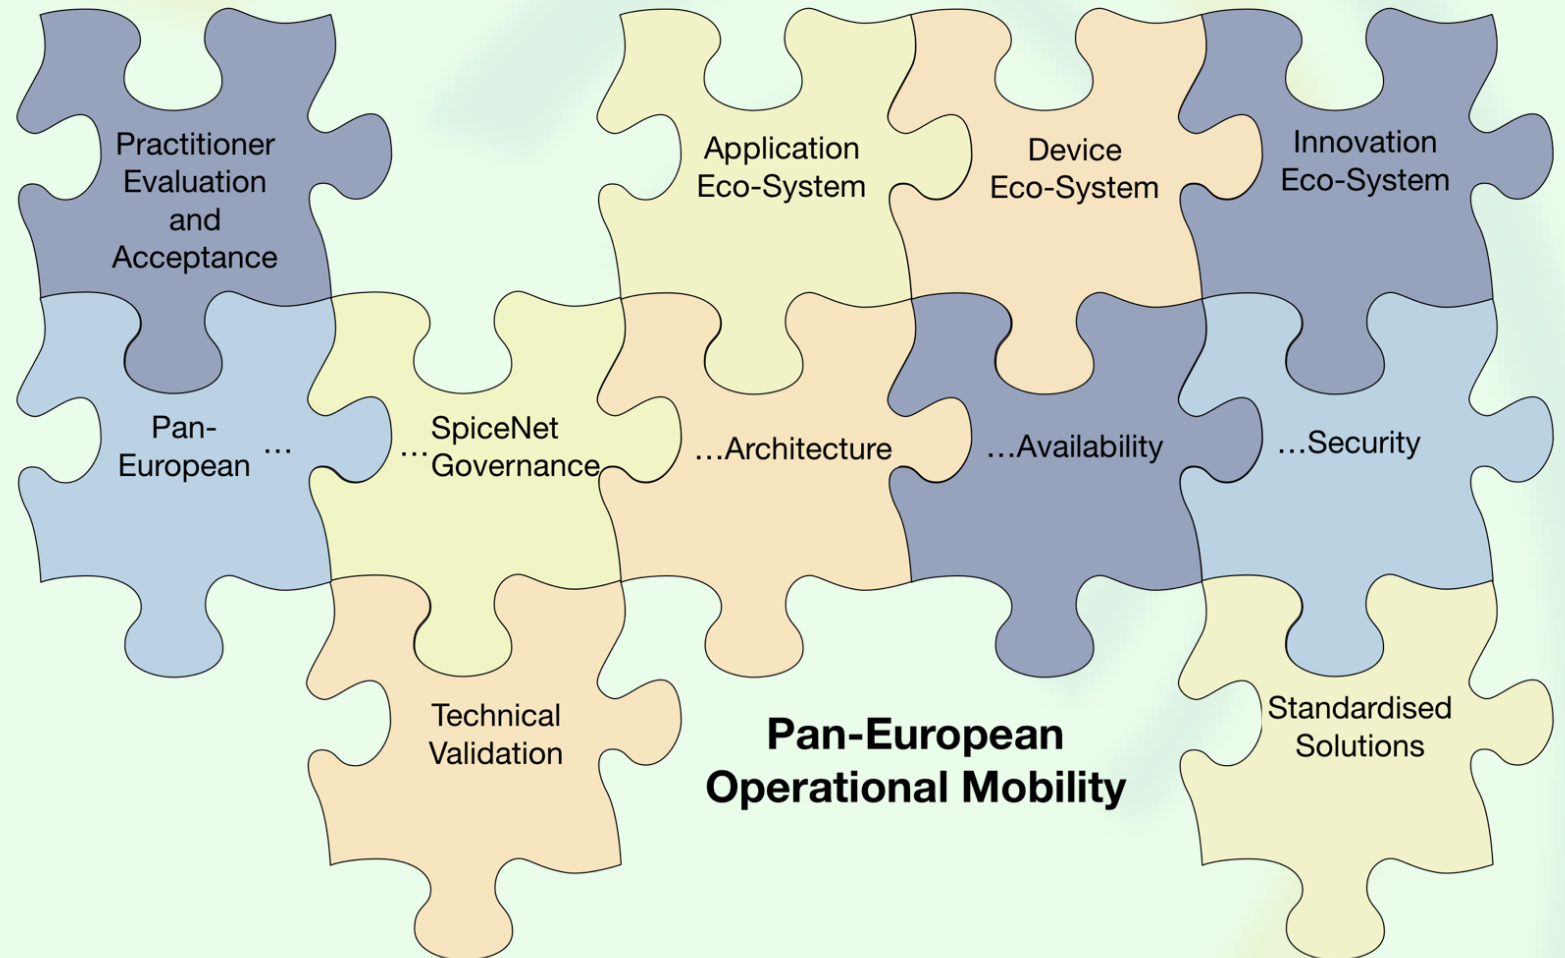 Practitioner
Evaluation
and
Acceptance
Application
Eco-System
Device
Eco-System
Innovation
Eco-System
Pan-
European ...
...SpiceNet
Governance
...Architecture
...Availability
...Security
Technical
Validation
Pan-European
Operational Mobility
Standardised
Solutions